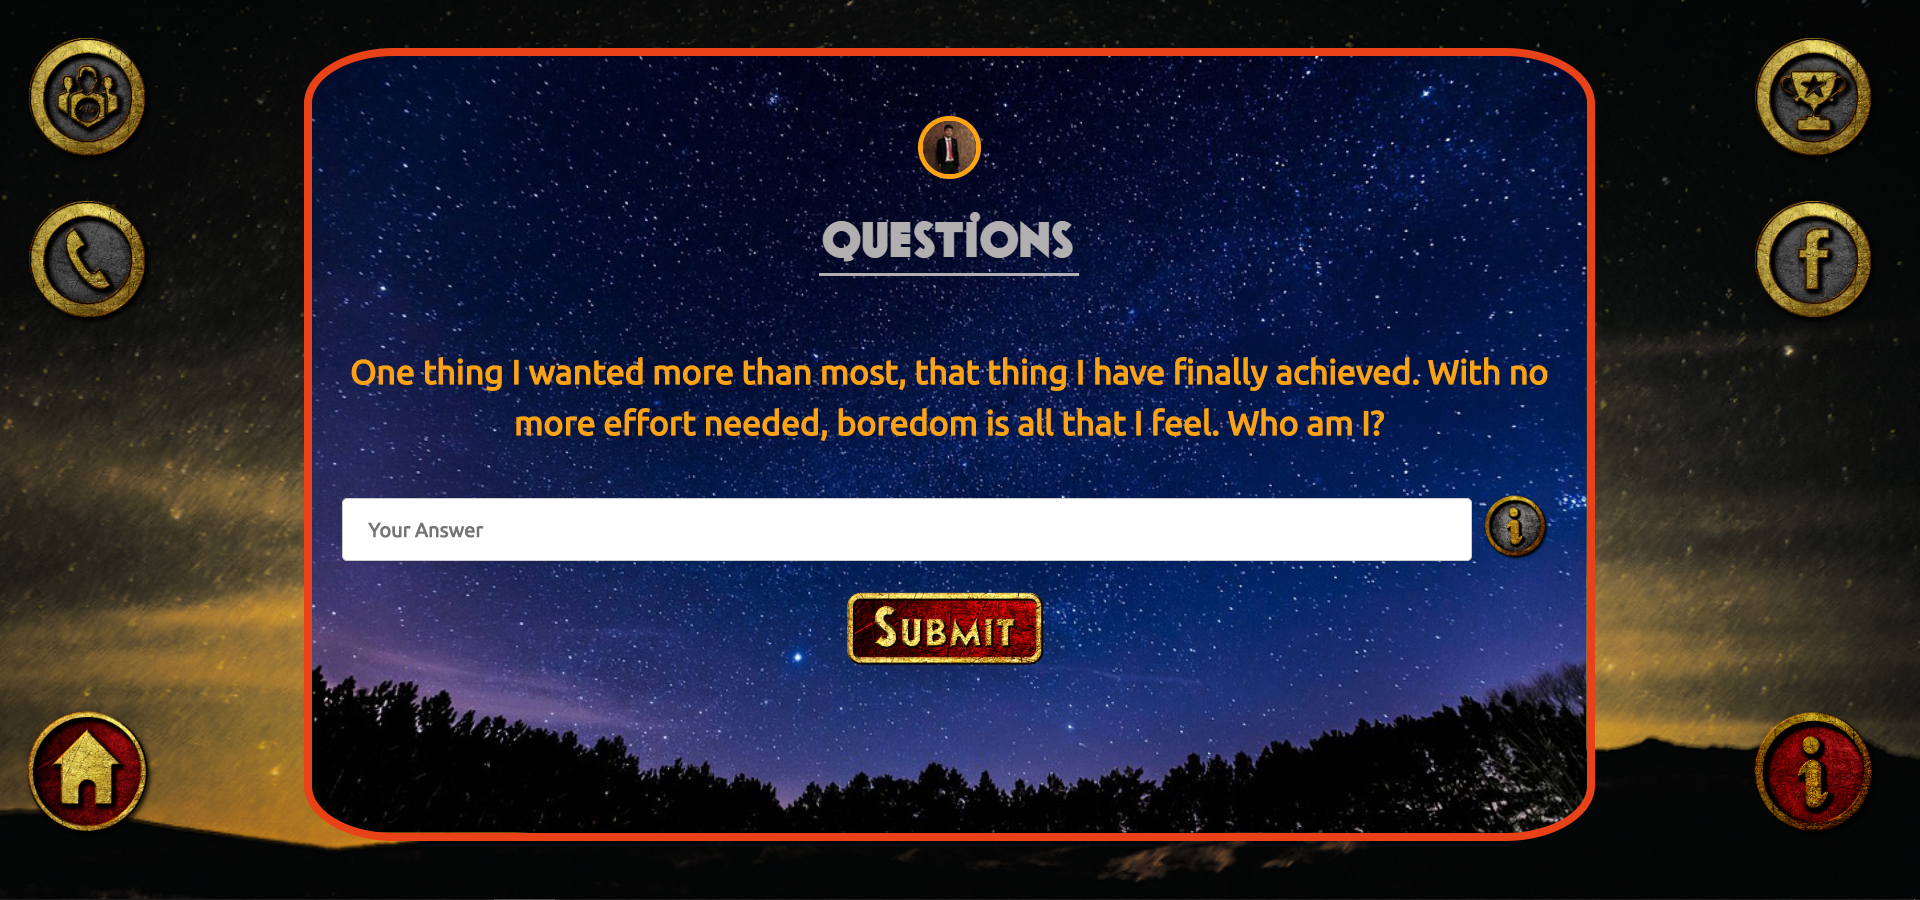 QUESTIONS
One thing I wanted more than most, that thing I have finally achieved. With no
more effort needed, boredom is all that I feel. Who am I?
Your Answer
SUBMIT